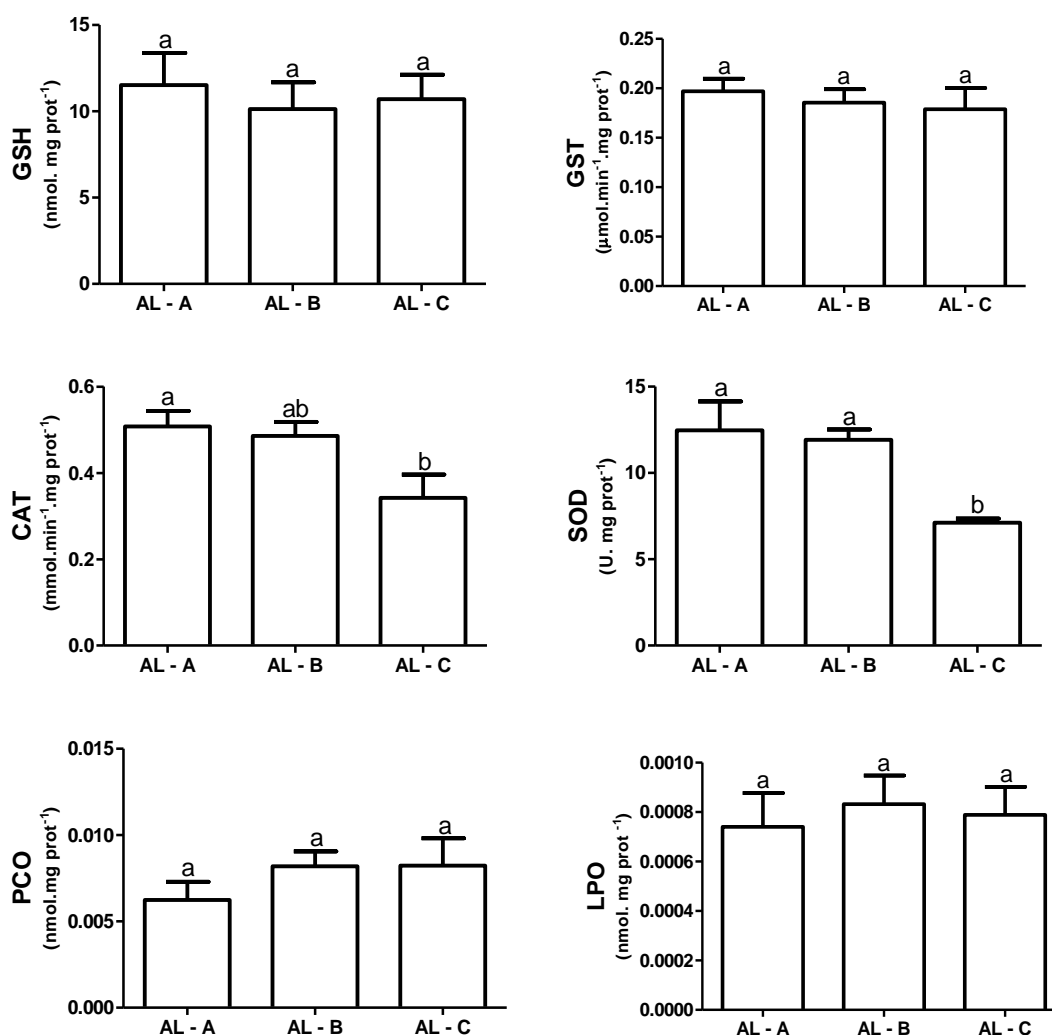 GSH
(nmol. mg prot⁻¹)
15
10
5
0
a
a
a
AL - A
AL - B
AL - C
GST
(µmol.min⁻¹.mg prot⁻¹)
0.25
0.20
0.15
0.10
0.05
0.00
a
a
a
AL - A
AL - B
AL - C
CAT
(mmol.min⁻¹.mg prot⁻¹)
0.6
0.4
0.2
0.0
a
ab
b
AL - A
AL - B
AL - C
SOD
(U. mg prot⁻¹)
15
10
5
0
a
a
b
AL - A
AL - B
AL - C
PCO
(nmol.mg prot⁻¹)
0.015
0.010
0.005
0.000
a
a
a
AL - A
AL - B
AL - C
LPO
(nmol. mg prot ⁻¹)
0.0010
0.0008
0.0006
0.0004
0.0002
0.0000
a
a
a
AL - A
AL - B
AL - C